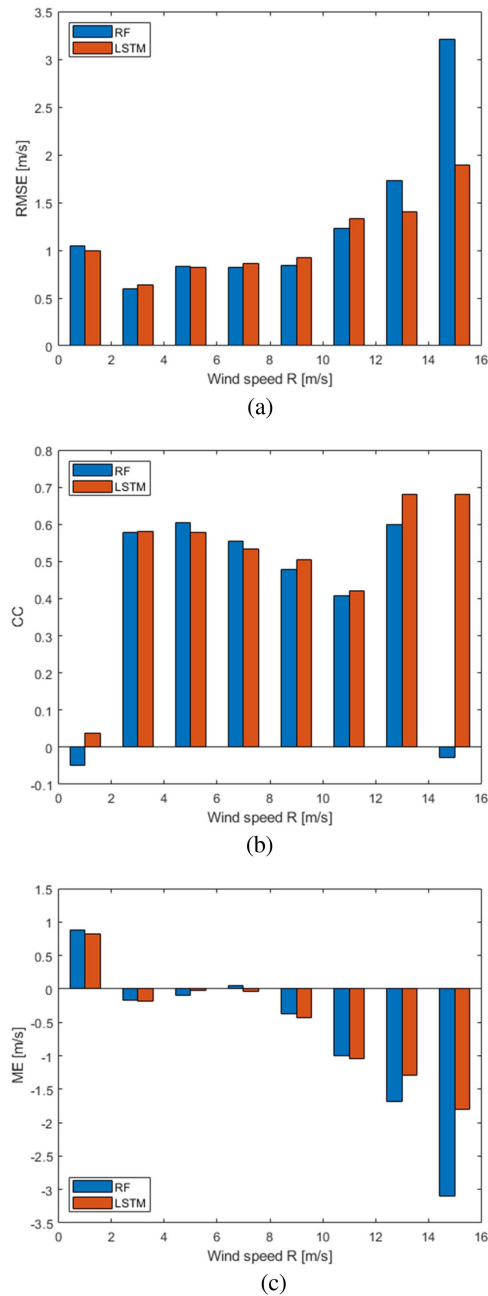 3.5
RF
LSTM
3
2.5
2
1.5
1
0.5
0
RMSE [m/s]
0 2 4 6 8 10 12 14 16
Wind speed R [m/s]
(a)
0.8
RF
LSTM
0.7
0.6
0.5
0.4
0.3
0.2
0.1
0
-0.1
CC
0 2 4 6 8 10 12 14 16
Wind speed R [m/s]
(b)
1.5
1
0.5
0
-0.5
-1
-1.5
-2
-2.5
-3
-3.5
ME [m/s]
RF
LSTM
0 2 4 6 8 10 12 14 16
Wind speed R [m/s]
(c)